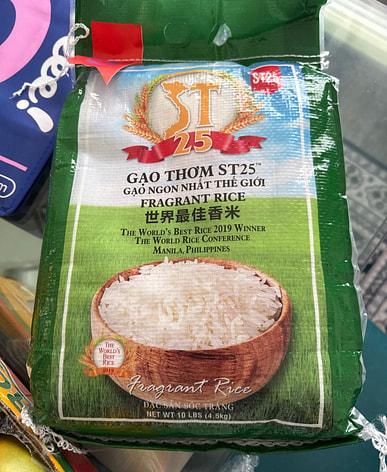 ST25
ST
25
GẠO THƠM ST25™
GẠO NGON NHẤT THẾ GIỚI
FRAGRANT RICE
世界最佳香米
THE WORLD'S BEST RICE 2019 WINNER
THE WORLD RICE CONFERENCE
MANILA, PHILIPPINES
THE
WORLD'S
BEST
RICE
2019
Fragrant Rice
ĐẶC SẢN SÓC TRĂNG
NET WT 10 LBS (4.5kg)
m